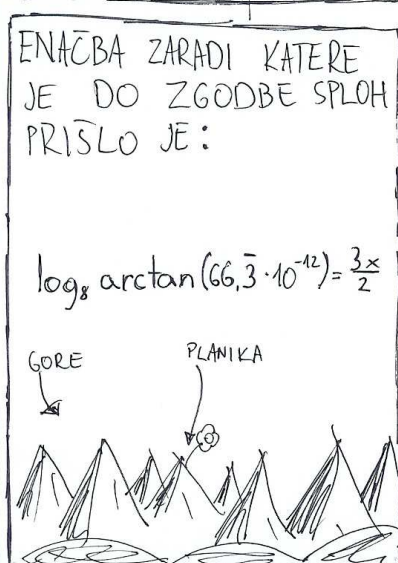 ENAČBA ZARADI KATERE
JE DO ZGODBE SPLOH
PRIŠLO JE:
log₈ arctan(66,3̄·10⁻¹²)=3x/2
GORE
PLANIKA